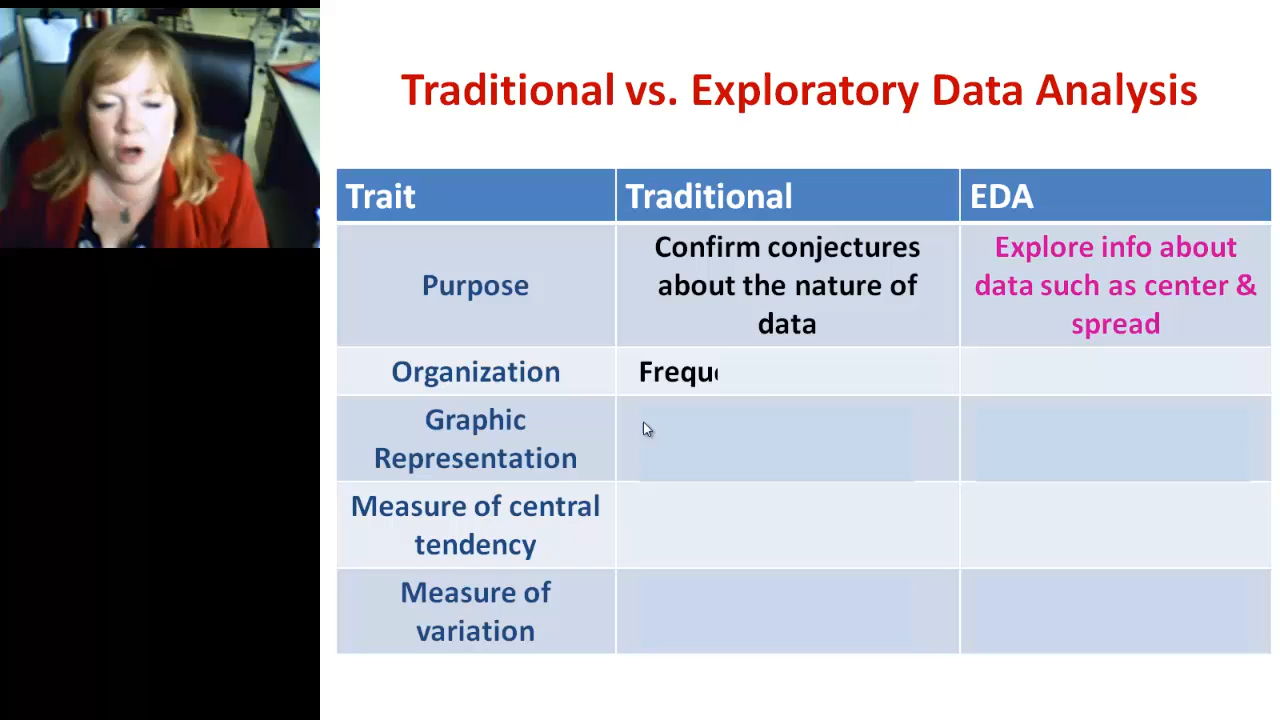 Traditional vs. Exploratory Data Analysis
Trait Traditional EDA
Purpose
Confirm conjectures
about the nature of
data
Explore info about
data such as center &
spread
Organization
Frequ
Graphic
Representation
Measure of central
tendency
Measure of
variation